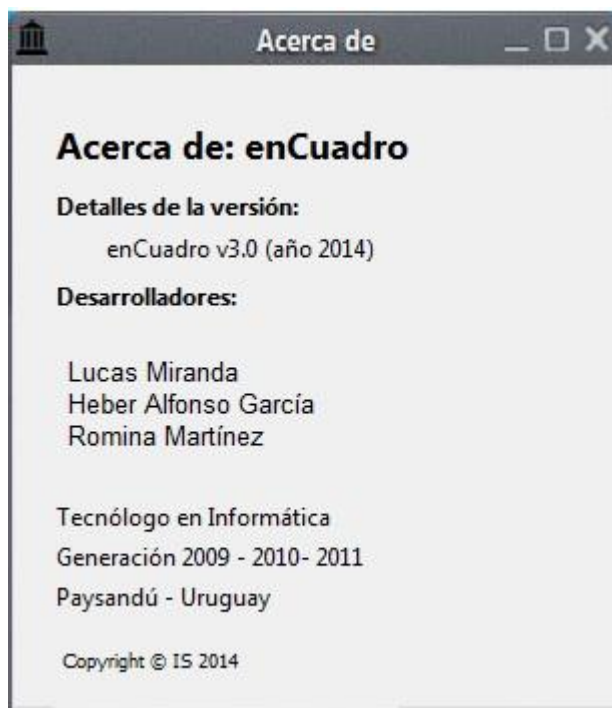 Acerca de
Acerca de: enCuadro
Detalles de la versión:
enCuadro v3.0 (año 2014)
Desarrolladores:
Lucas Miranda
Heber Alfonso García
Romina Martínez
Tecnólogo en Informática
Generación 2009 - 2010- 2011
Paysandú - Uruguay
Copyright © IS 2014